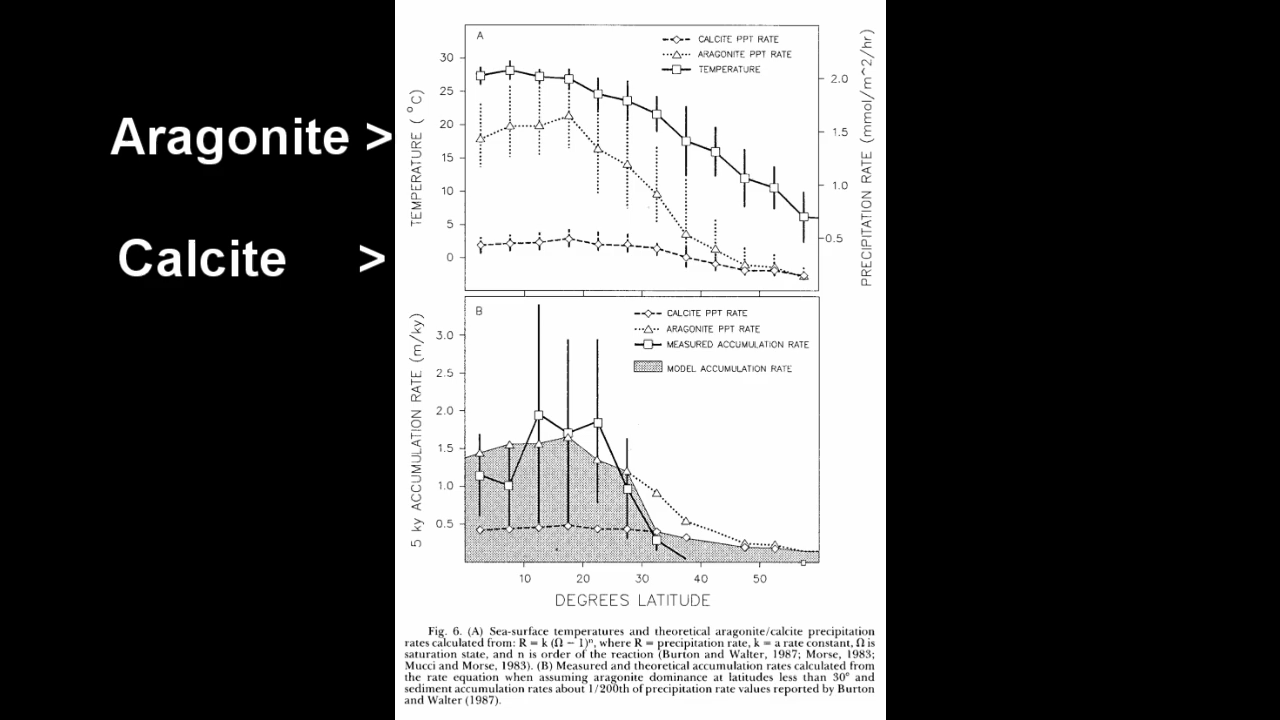 Aragonite >
Calcite >
A
CALCITE PPT RATE
ARAGONITE PPT RATE
TEMPERATURE
30
25
20
15
10
5
0
TEMPERATURE (°C)
2.0
1.5
1.0
0.5
PRECIPITATION RATE (mmol/m^2/hr)
B
CALCITE PPT RATE
ARAGONITE PPT RATE
MEASURED ACCUMULATION RATE
MODEL ACCUMULATION RATE
3.0
2.5
2.0
1.5
1.0
0.5
5 ky ACCUMULATION RATE (m/ky)
10 20 30 40 50
DEGREES LATITUDE
Fig. 6. (A) Sea-surface temperatures and theoretical aragonite/calcite precipitation
rates calculated from: R = k (Ω − 1)ⁿ, where R = precipitation rate, k = a rate constant, Ω is
saturation state, and n is order of the reaction (Burton and Walter, 1987; Morse, 1983;
Mucci and Morse, 1983). (B) Measured and theoretical accumulation rates calculated from
the rate equation when assuming aragonite dominance at latitudes less than 30° and
sediment accumulation rates about 1/200th of precipitation rate values reported by Burton
and Walter (1987).